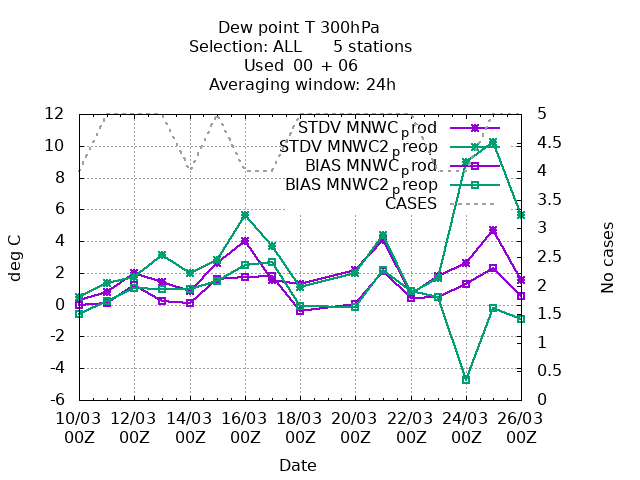 Dew point T 300hPa
Selection: ALL      5 stations
Used  00 + 06
Averaging window: 24h
STDV MNWC_prod
STDV MNWC2_preop
BIAS MNWC_prod
BIAS MNWC2_preop
CASES
12
10
8
6
4
2
0
-2
-4
-6
deg C
5
4.5
4
3.5
3
2.5
2
1.5
1
0.5
0
No cases
10/03 12/03 14/03 16/03 18/03 20/03 22/03 24/03 26/03
00Z 00Z 00Z 00Z 00Z 00Z 00Z 00Z 00Z
Date